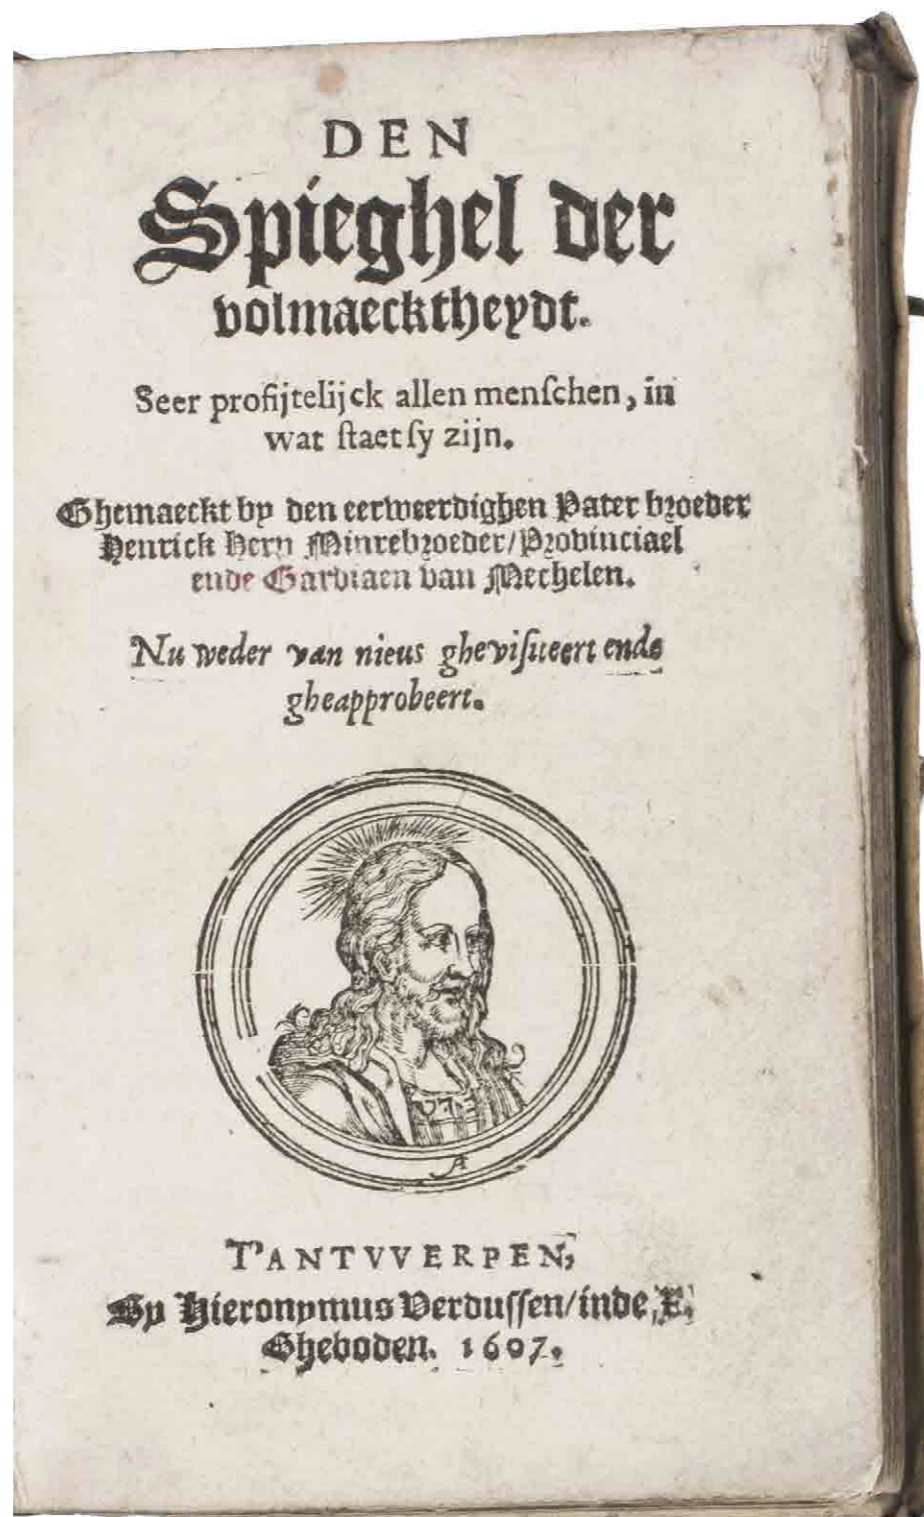 DEN
Spieghel der
volmaecktheydt.
Seer profijtelijck allen menſchen, in
wat ſtaet ſy zijn.
Ghemaeckt by den eerweerdighen Pater broeder
Henrick Hern Minrebroeder/Provinciael
ende Gardiaen van Mechelen.
Nu weder van nieus gheviſiteert ende
gheapprobeert.
A
T'ANTVVERPEN,
By Hieronymus Verduſſen/inde, X,
Gheboden. 1607.